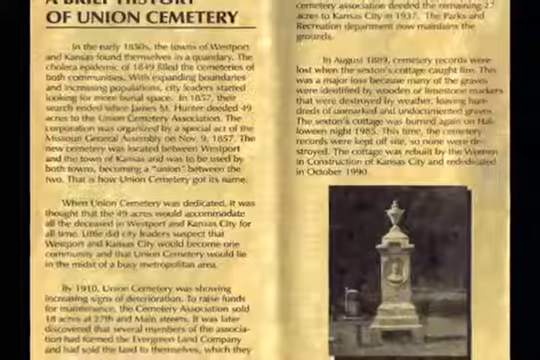 A BRIEF HISTORY
OF UNION CEMETERY
In the early 1850s, the towns of Westport
and Kansas found themselves in a quandary. The
cholera epidemic of 1849 filled the cemeteries of
both communities. With expanding boundaries
and increasing populations, city leaders started
looking for more burial space. In 1857, their
search ended when James M. Hunter deeded 49
acres to the Union Cemetery Association. The
corporation was organized by a special act of the
Missouri General Assembly on Nov. 9, 1857. The
new cemetery was located between Westport
and the town of Kansas and was to be used by
both towns, becoming a "union" between the
two. That is how Union Cemetery got its name.
When Union Cemetery was dedicated, it was
thought that the 49 acres would accommodate
all the deceased in Westport and Kansas City for
all time. Little did city leaders suspect that
Westport and Kansas City would become one
community and that Union Cemetery would lie
in the midst of a busy metropolitan area.
By 1910, Union Cemetery was showing
increasing signs of deterioration. To raise funds
for maintenance, the Cemetery Association sold
18 acres at 27th and Main streets. It was later
discovered that several members of the associa-
tion had formed the Evergreen Land Company
and had sold the land to themselves, which they
cemetery association deeded the remaining 27
acres to Kansas City in 1937. The Parks and
Recreation department now maintains the
grounds.
In August 1889, cemetery records were
lost when the sexton's cottage caught fire. This
was a major loss because many of the graves
were identified by wooden or limestone markers
that were destroyed by weather, leaving hun-
dreds of unmarked and undocumented graves.
The sexton's cottage was burned again on Hal-
loween night 1985. This time, the cemetery
records were kept off site, so none were de-
stroyed. The cottage was rebuilt by the Women
in Construction of Kansas City and rededicated
in October 1990.